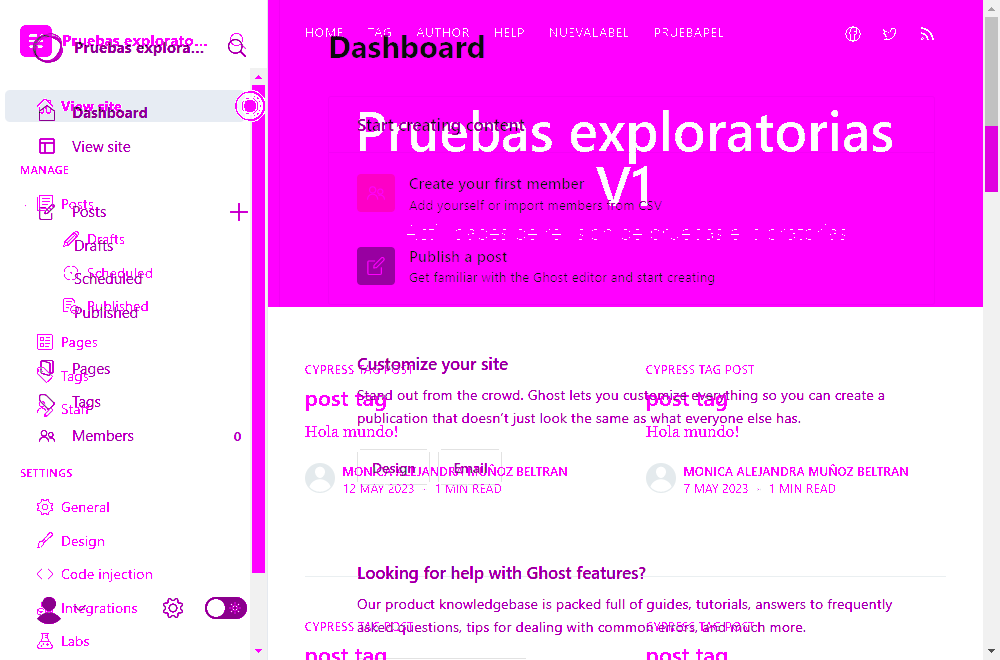 Pruebas explorato...
Pruebas explora...
View site
Dashboard
View site
MANAGE
Posts
Posts
Drafts
Drafts
Scheduled
Scheduled
Published
Published
Pages
Pages
Tags
Tags
Staff
Members 0
SETTINGS
General
Design
Code injection
Integrations
Labs
HOME TAG AUTHOR HELP NUEVALABEL PRUEBAPEL
Dashboard
Pruebas exploratorias
V1
Start creating content
Create your first member
Add yourself or import members from CSV
Publish a post
Get familiar with the Ghost editor and start creating
Customize your site
Stand out from the crowd. Ghost lets you customize everything so you can create a
publication that doesn’t just look the same as what everyone else has.
Design Email
CYPRESS TAG POST
post tag
Hola mundo!
MONICA ALEJANDRA MUÑOZ BELTRAN
12 MAY 2023 · 1 MIN READ
CYPRESS TAG POST
post tag
Hola mundo!
MONICA ALEJANDRA MUÑOZ BELTRAN
7 MAY 2023 · 1 MIN READ
Looking for help with Ghost features?
Our product knowledgebase is packed full of guides, tutorials, answers to frequently
asked questions, tips for dealing with common errors, and much more.
CYPRESS TAG POST
post tag
CYPRESS TAG POST
post tag